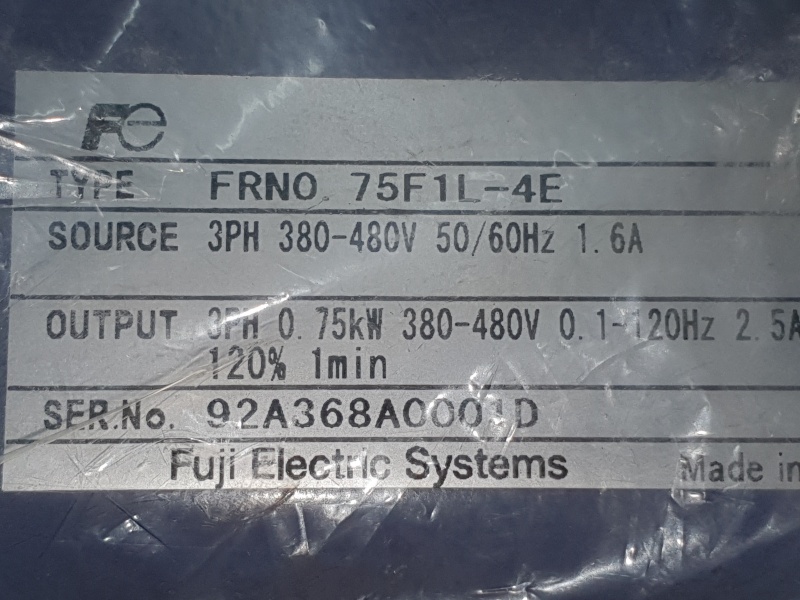 Fe
TYPE FRN0.75F1L-4E
SOURCE 3PH 380-480V 50/60Hz 1.6A
OUTPUT 3PH 0.75kW 380-480V 0.1-120Hz 2.5A
120% 1min
SER.No. 92A368A0001D
Fuji Electric Systems Made in